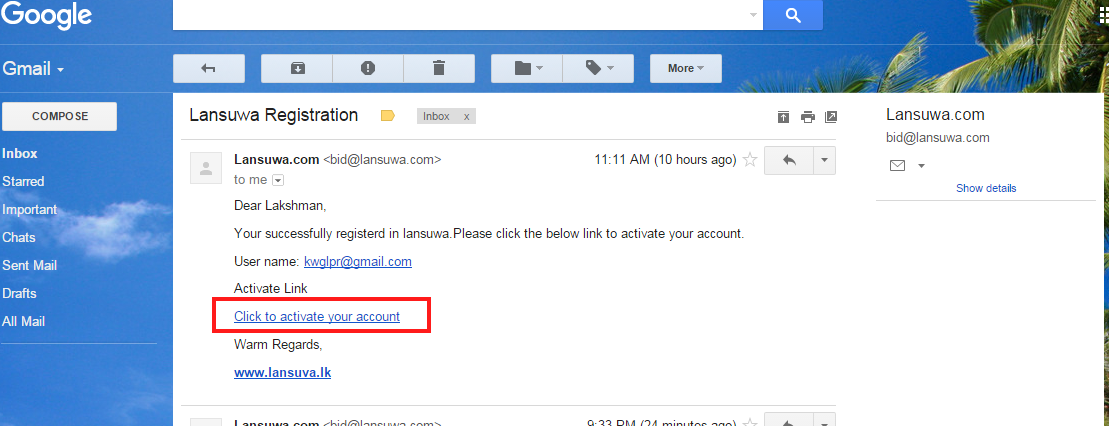 Google
Gmail
More
COMPOSE
Inbox
Starred
Important
Chats
Sent Mail
Drafts
All Mail
Lansuwa Registration
Inbox x
Lansuwa.com <bid@lansuwa.com>
11:11 AM (10 hours ago)
to me
Dear Lakshman,
Your successfully registerd in lansuwa.Please click the below link to activate your account.
User name: kwglpr@gmail.com
Activate Link
Click to activate your account
Warm Regards,
www.lansuva.lk
Lansuwa.com <bid@lansuwa.com>
9:33 PM (24 minutes ago)
Lansuwa.com
bid@lansuwa.com
Show details